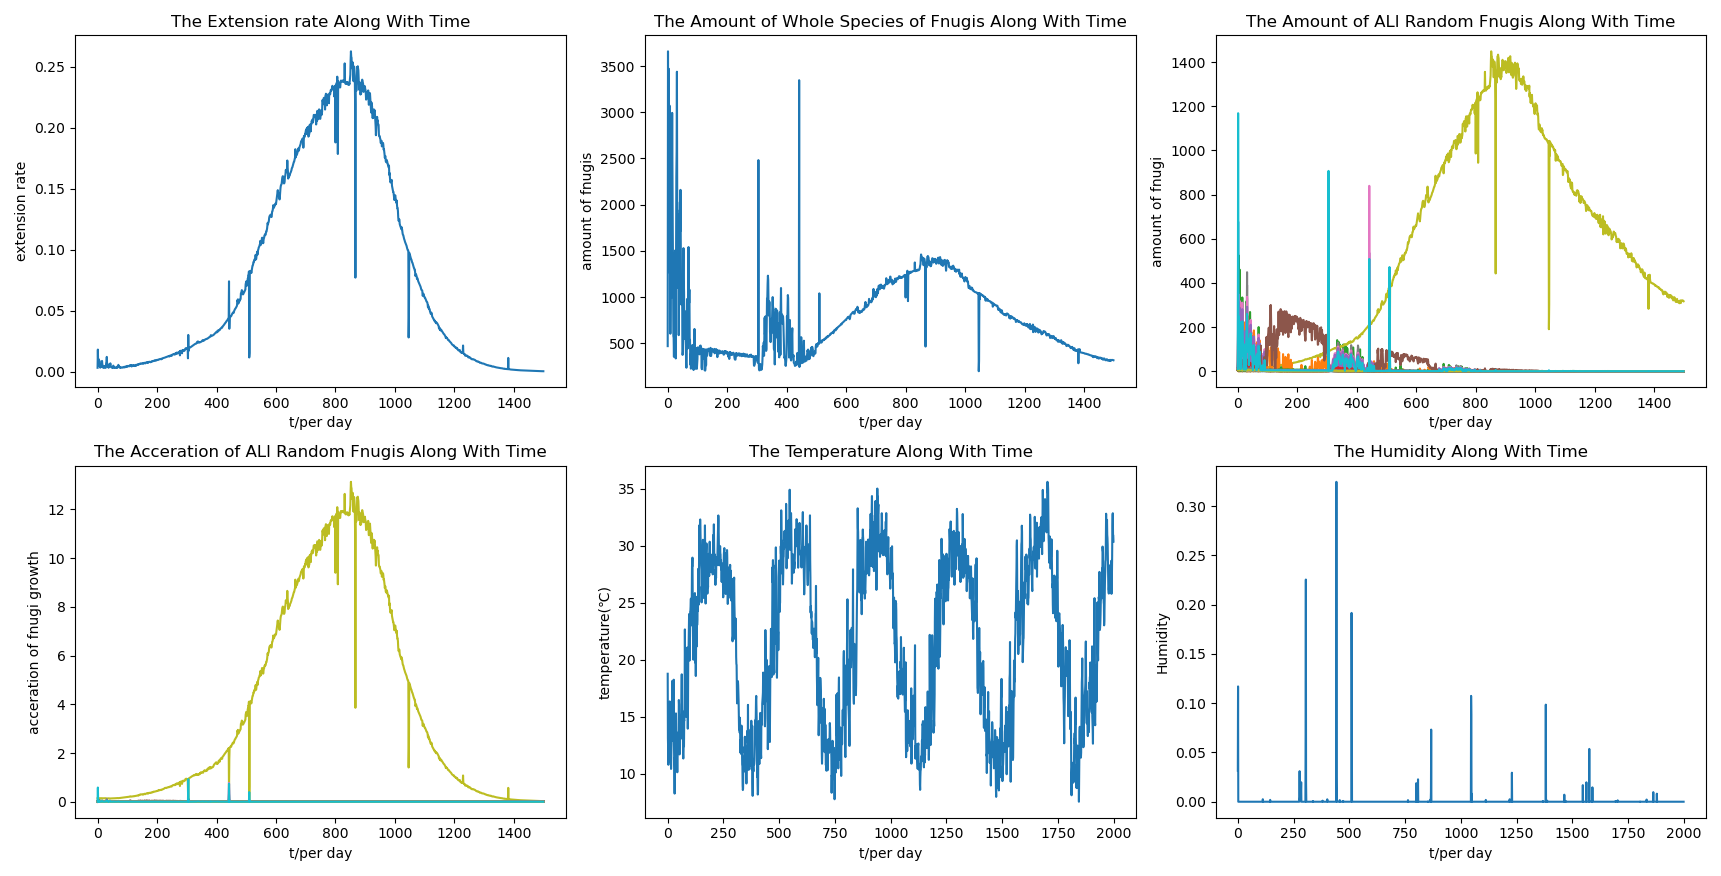 The Extension rate Along With Time
extension rate
0.25
0.20
0.15
0.10
0.05
0.00
0 200 400 600 800 1000 1200 1400
t/per day
The Amount of Whole Species of Fnugis Along With Time
amount of fnugis
3500
3000
2500
2000
1500
1000
500
0 200 400 600 800 1000 1200 1400
t/per day
The Amount of ALl Random Fnugis Along With Time
amount of fnugi
1400
1200
1000
800
600
400
200
0
0 200 400 600 800 1000 1200 1400
t/per day
The Acceration of ALl Random Fnugis Along With Time
acceration of fnugi growth
12
10
8
6
4
2
0
0 200 400 600 800 1000 1200 1400
t/per day
The Temperature Along With Time
temperature(℃)
35
30
25
20
15
10
0 250 500 750 1000 1250 1500 1750 2000
t/per day
The Humidity Along With Time
Humidity
0.30
0.25
0.20
0.15
0.10
0.05
0.00
0 250 500 750 1000 1250 1500 1750 2000
t/per day